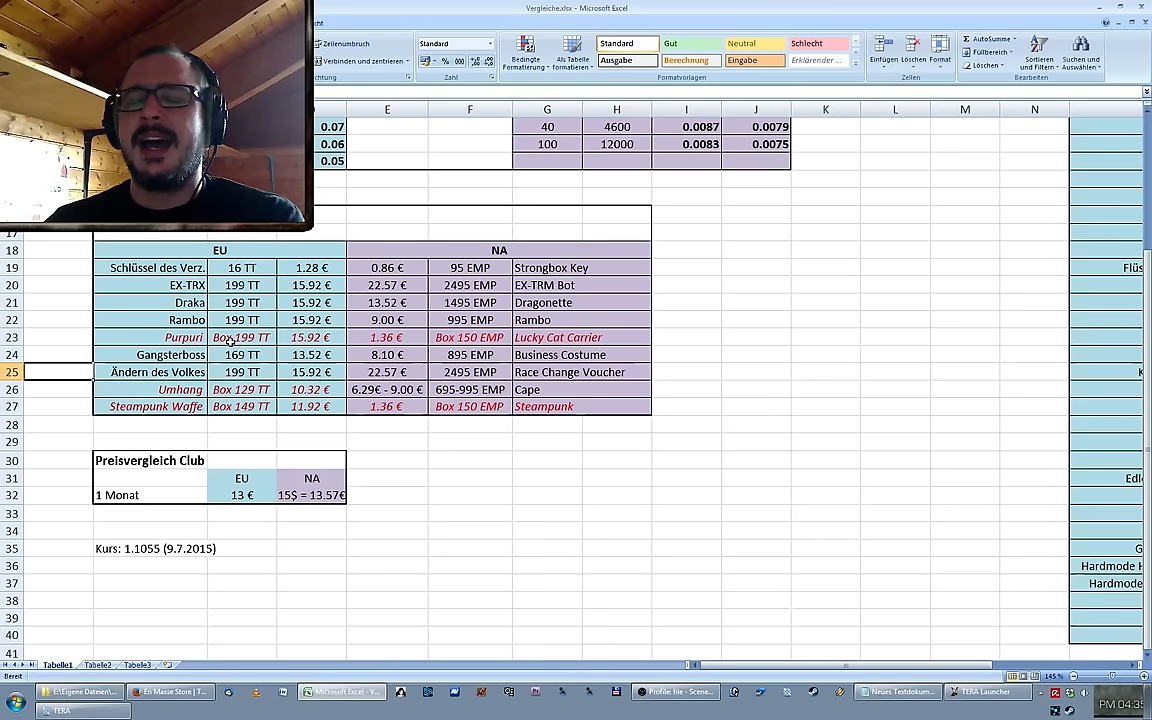 Vergleiche.xlsx - Microsoft Excel
cht
Zeilenumbruch
Verbinden und zentrieren
Standard
% 000
Bedingte Formatierung
Als Tabelle formatieren
Standard Gut Neutral Schlecht
Ausgabe Berechnung Eingabe Erklärender ...
Einfügen Löschen Format
AutoSumme
Füllbereich
Löschen
Sortieren und Filtern
Suchen und Auswählen
chtung Zahl Formatvorlagen Zellen Bearbeiten
E F G H I J K L M N
0.07 40 4600 0.0087 0.0079
0.06 100 12000 0.0083 0.0075
0.05
17
18 EU NA
19 Schlüssel des Verz. 16 TT 1.28 € 0.86 € 95 EMP Strongbox Key Flüs
20 EX-TRX 199 TT 15.92 € 22.57 € 2495 EMP EX-TRM Bot
21 Draka 199 TT 15.92 € 13.52 € 1495 EMP Dragonette
22 Rambo 199 TT 15.92 € 9.00 € 995 EMP Rambo
23 Purpuri Box 199 TT 15.92 € 1.36 € Box 150 EMP Lucky Cat Carrier
24 Gangsterboss 169 TT 13.52 € 8.10 € 895 EMP Business Costume
25 Ändern des Volkes 199 TT 15.92 € 22.57 € 2495 EMP Race Change Voucher K
26 Umhang Box 129 TT 10.32 € 6.29€ - 9.00 € 695-995 EMP Cape
27 Steampunk Waffe Box 149 TT 11.92 € 1.36 € Box 150 EMP Steampunk
28
29
30 Preisvergleich Club
31 EU NA Edl
32 1 Monat 13 € 15$ = 13.57€
33
34
35 Kurs: 1.1055 (9.7.2015) G
36 Hardmode H
37 Hardmode
38
39
40
41
Tabelle1 Tabelle2 Tabelle3
Bereit 145 %
E:\Eigene Dateien\... En Masse Store | T... Microsoft Excel - V... Profile: file - Scene... Neues Textdokum... TERA Launcher PM 04:35
TERA